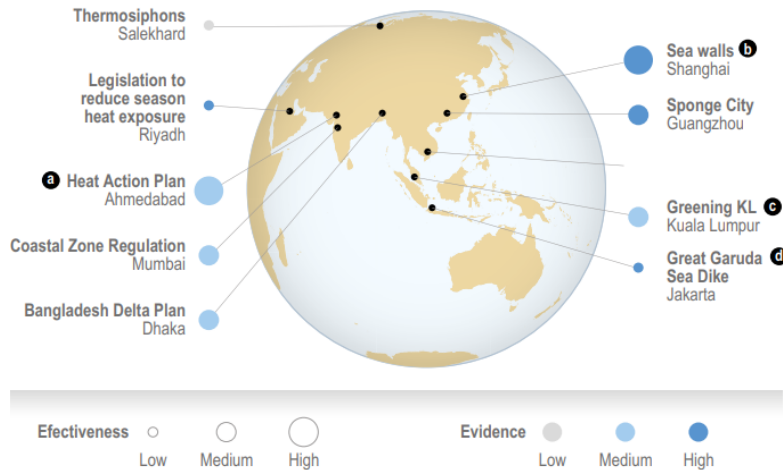 Thermosiphons
Salekhard
Legislation to
reduce season
heat exposure
Riyadh
a Heat Action Plan
Ahmedabad
Coastal Zone Regulation
Mumbai
Bangladesh Delta Plan
Dhaka
Sea walls b
Shanghai
Sponge City
Guangzhou
Greening KL c
Kuala Lumpur
Great Garuda d
Sea Dike
Jakarta
Efectiveness
Low Medium High
Evidence
Low Medium High